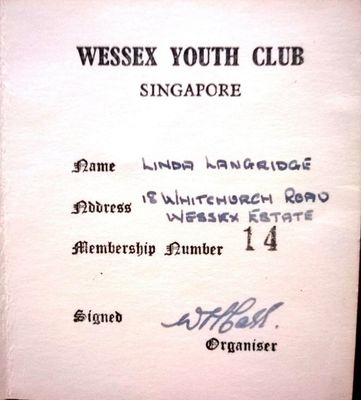 WESSEX YOUTH CLUB
SINGAPORE
Name LINDA LANGRIDGE
Address 18 WHITCHURCH ROAD
WESSEX ESTATE
Membership Number 14
Signed
Organiser